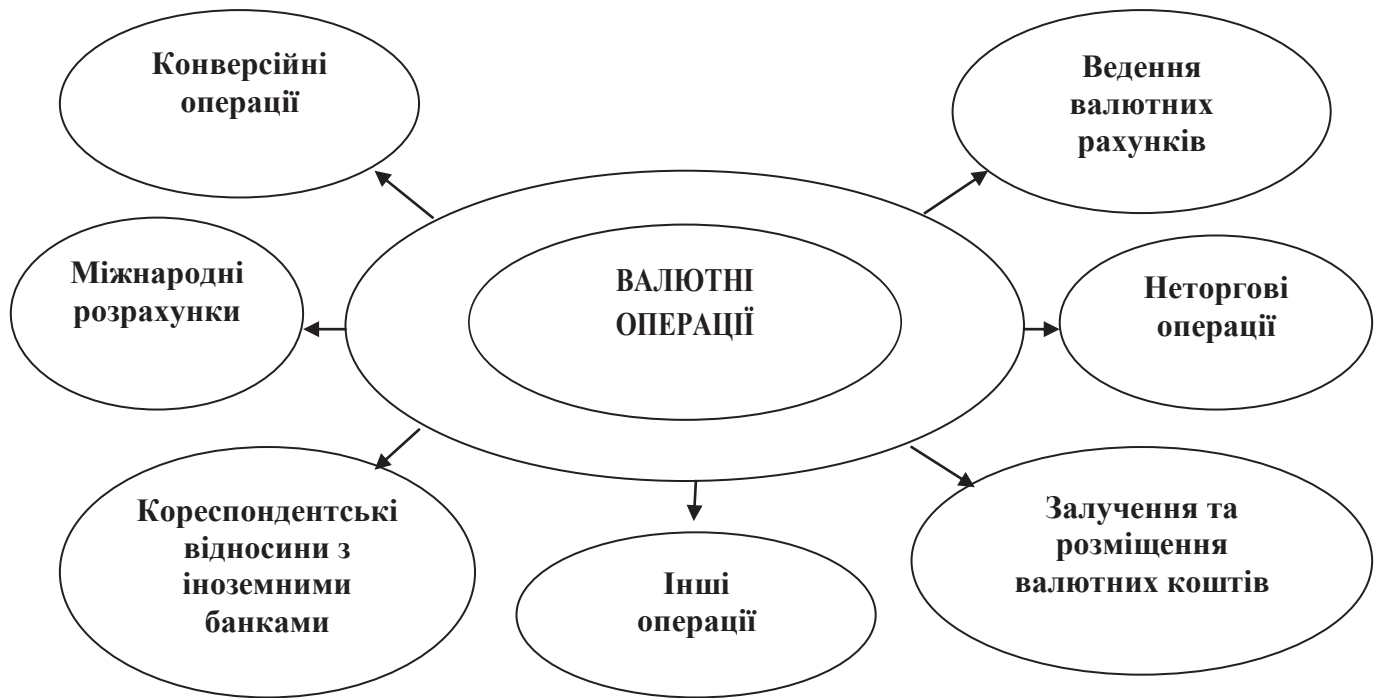 Конверсійні
операції
Ведення
валютних
рахунків
Міжнародні
розрахунки
ВАЛЮТНІ
ОПЕРАЦІЇ
Неторгові
операції
Кореспондентські
відносини з
іноземними
банками
Інші
операції
Залучення та
розміщення
валютних коштів